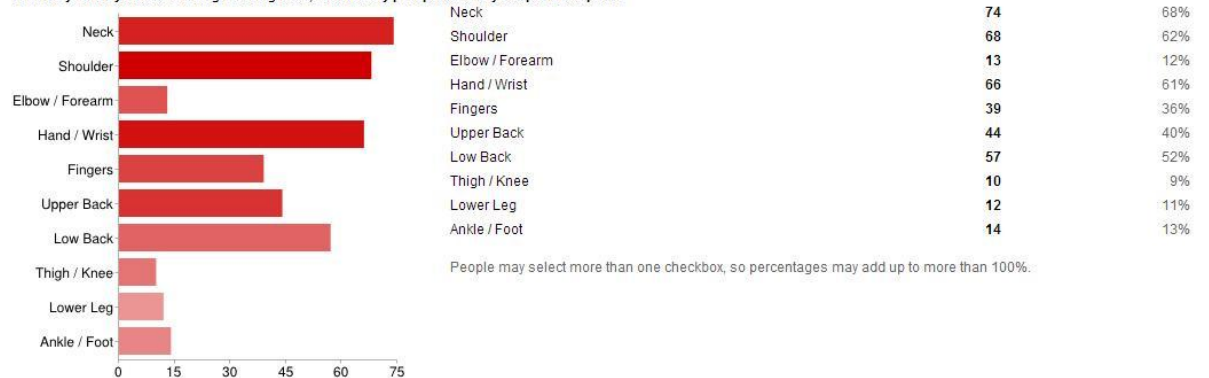 Neck
Shoulder
Elbow / Forearm
Hand / Wrist
Fingers
Upper Back
Low Back
Thigh / Knee
Lower Leg
Ankle / Foot
0 15 30 45 60 75
Neck 74 68%
Shoulder 68 62%
Elbow / Forearm 13 12%
Hand / Wrist 66 61%
Fingers 39 36%
Upper Back 44 40%
Low Back 57 52%
Thigh / Knee 10 9%
Lower Leg 12 11%
Ankle / Foot 14 13%
People may select more than one checkbox, so percentages may add up to more than 100%.